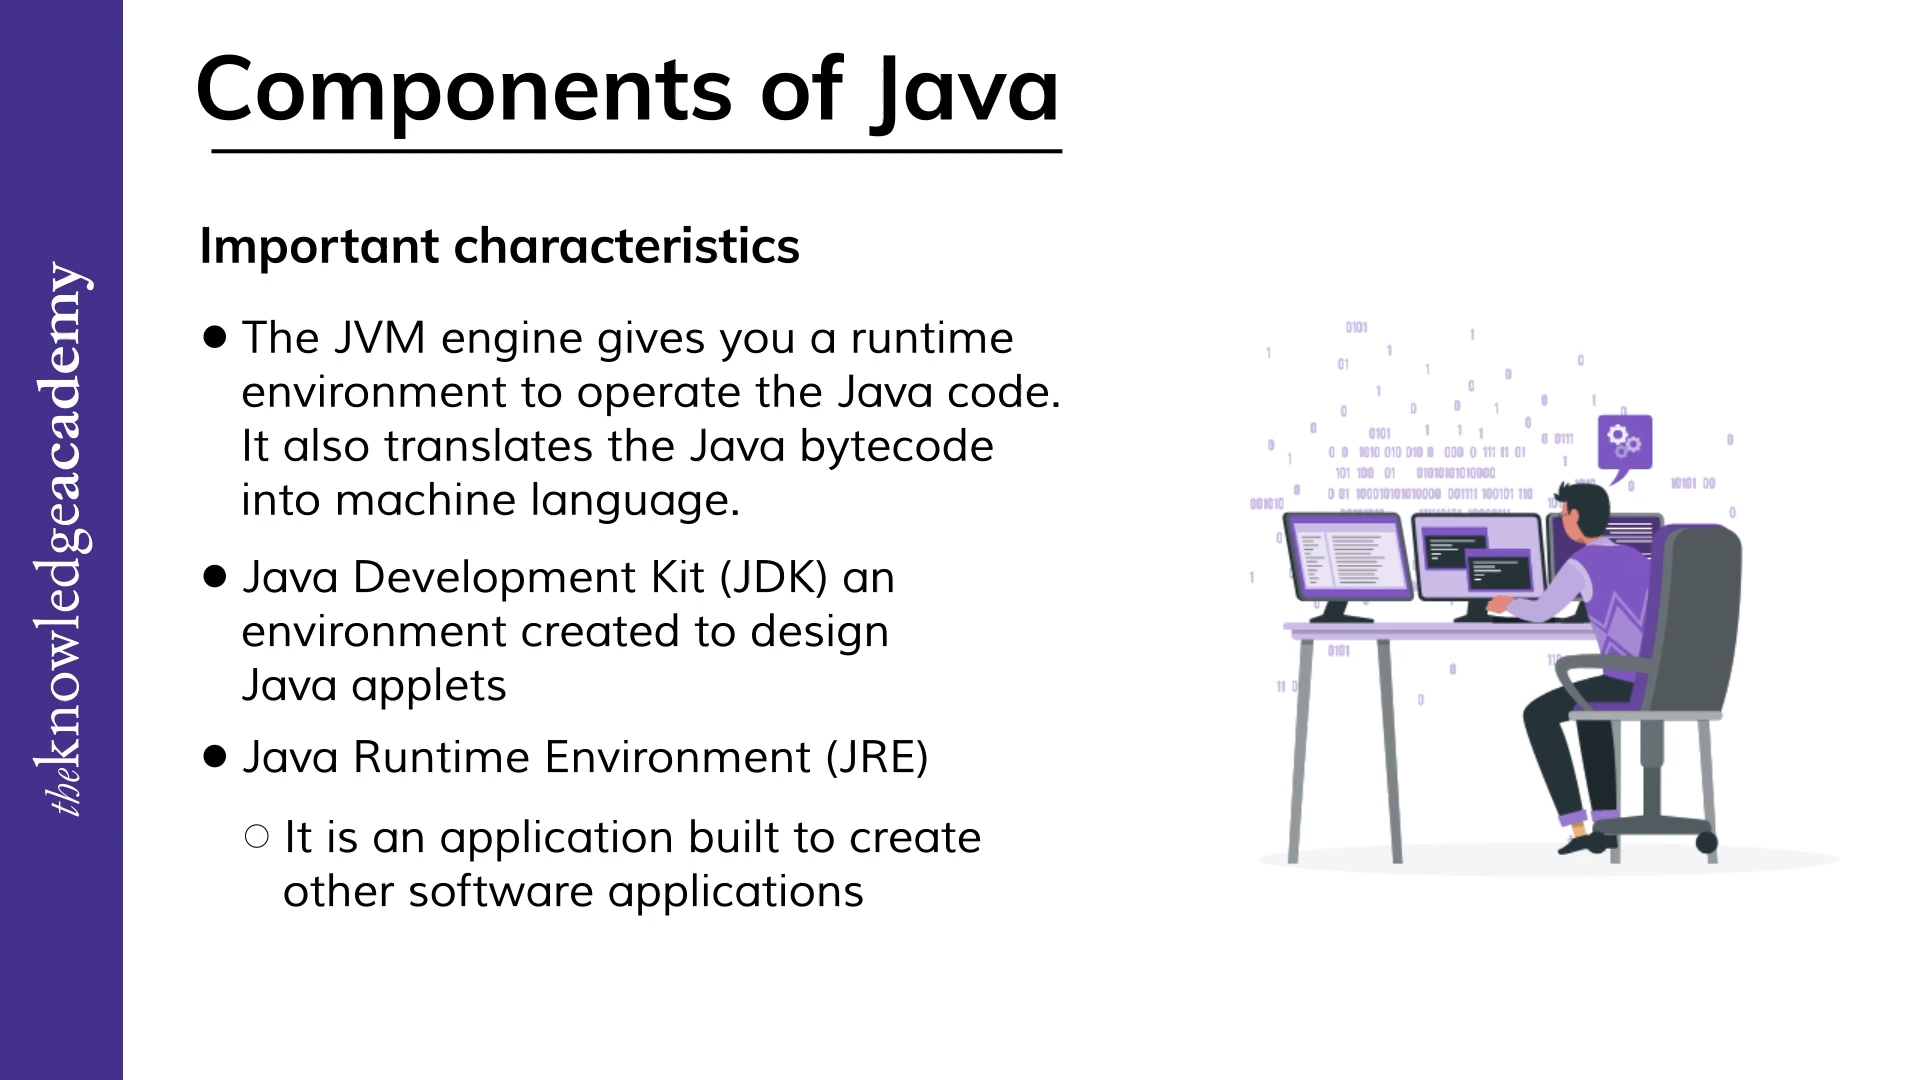 Components of Java
Important characteristics
● The JVM engine gives you a runtime
environment to operate the Java code.
It also translates the Java bytecode
into machine language.
● Java Development Kit (JDK) an
environment created to design
Java applets
● Java Runtime Environment (JRE)
○ It is an application built to create
other software applications
theknowledgeacademy